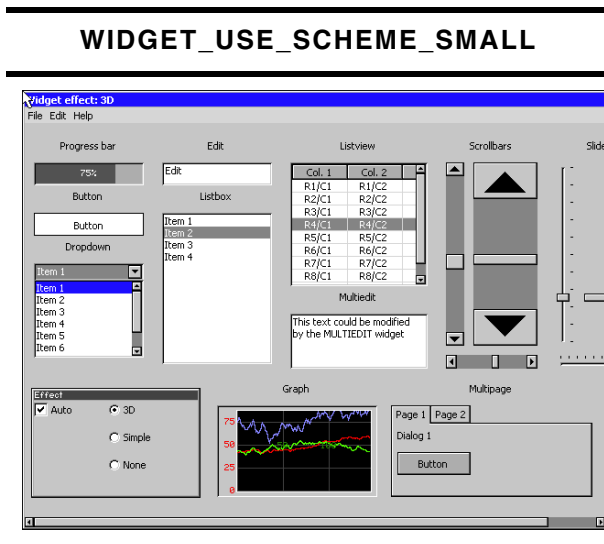 WIDGET_USE_SCHEME_SMALL
Widget effect: 3D
File Edit Help
Progress bar
75%
Button
Button
Dropdown
Item 1
Item 1
Item 2
Item 3
Item 4
Item 5
Item 6
Edit
Edit
Listbox
Item 1
Item 2
Item 3
Item 4
Listview
Col. 1 Col. 2
R1/C1 R1/C2
R2/C1 R2/C2
R3/C1 R3/C2
R4/C1 R4/C2
R5/C1 R5/C2
R6/C1 R6/C2
R7/C1 R7/C2
R8/C1 R8/C2
Multiedit
This text could be modified
by the MULTIEDIT widget
Scrollbars
Slide
Effect
Auto
3D
Simple
None
Graph
75
50
25
0
Multipage
Page 1 Page 2
Dialog 1
Button